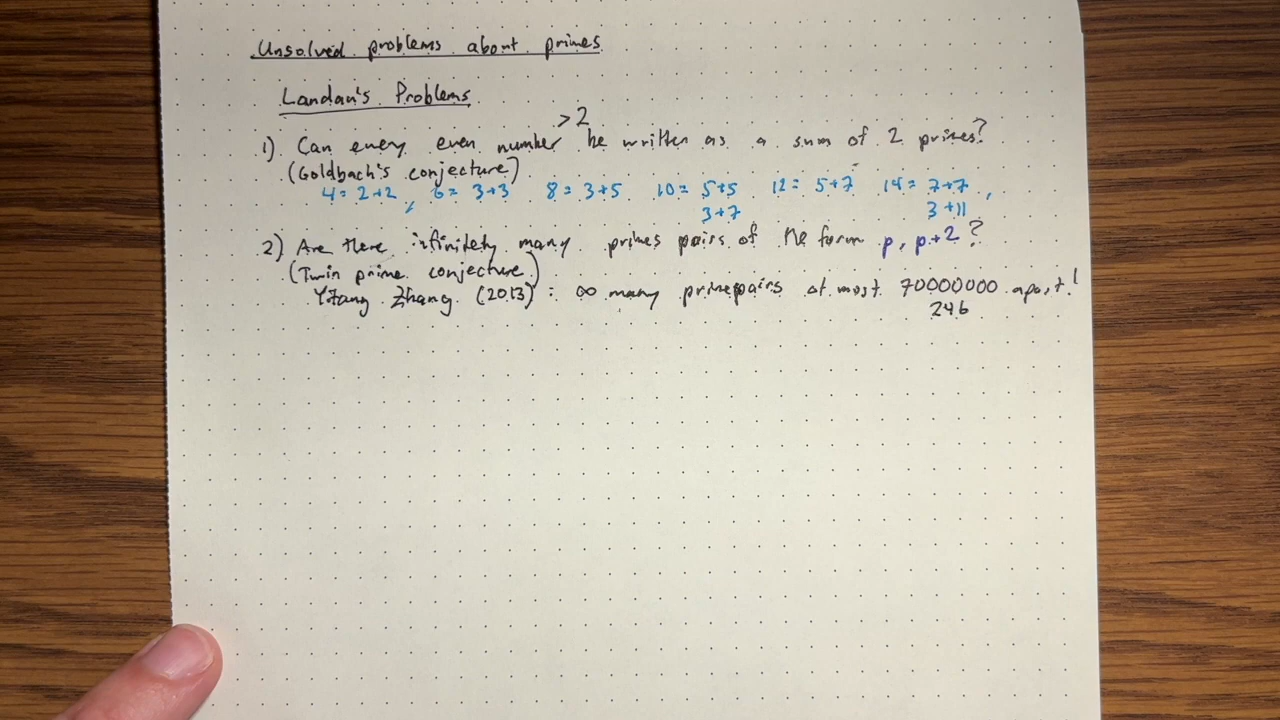 Unsolved problems about primes
Landau's Problems
> 2
1) Can every even number be written as a sum of 2 primes?
(Goldbach's conjecture)
4 = 2+2, 6 = 3+3 8 = 3+5 10 = 5+5 12 = 5+7 14 = 7+7,
3+7 3+11
2) Are there infinitely many primes pairs of the form p, p+2?
(Twin prime conjecture)
Yitang Zhang (2013) : ∞ many prime pairs at most 70000000 apart!
246